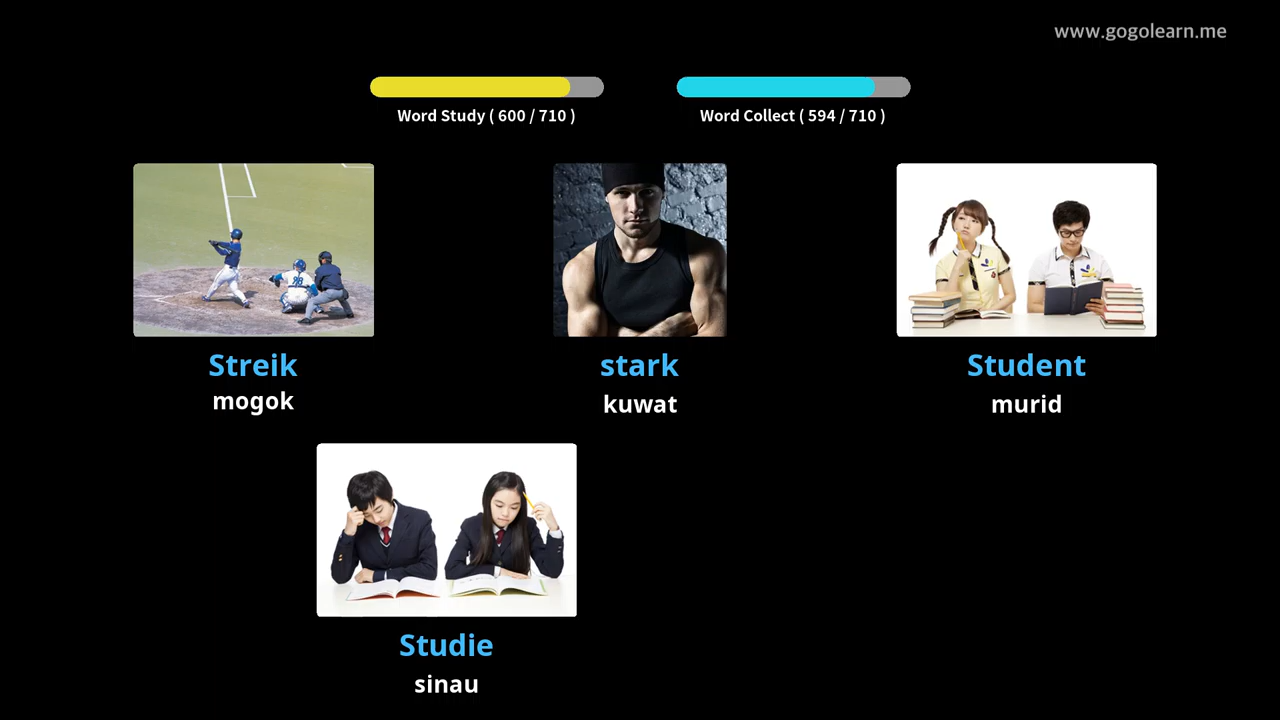 www.gogolearn.me
Word Study ( 600 / 710 )
Word Collect ( 594 / 710 )
Streik
mogok
stark
kuwat
Student
murid
Studie
sinau